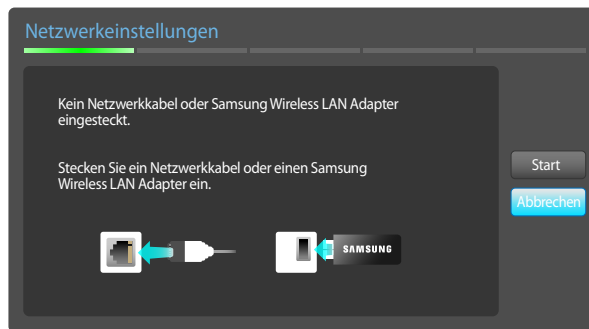 Netzwerkeinstellungen
Kein Netzwerkkabel oder Samsung Wireless LAN Adapter
eingesteckt.
Stecken Sie ein Netzwerkkabel oder einen Samsung
Wireless LAN Adapter ein.
Start
Abbrechen
SAMSUNG